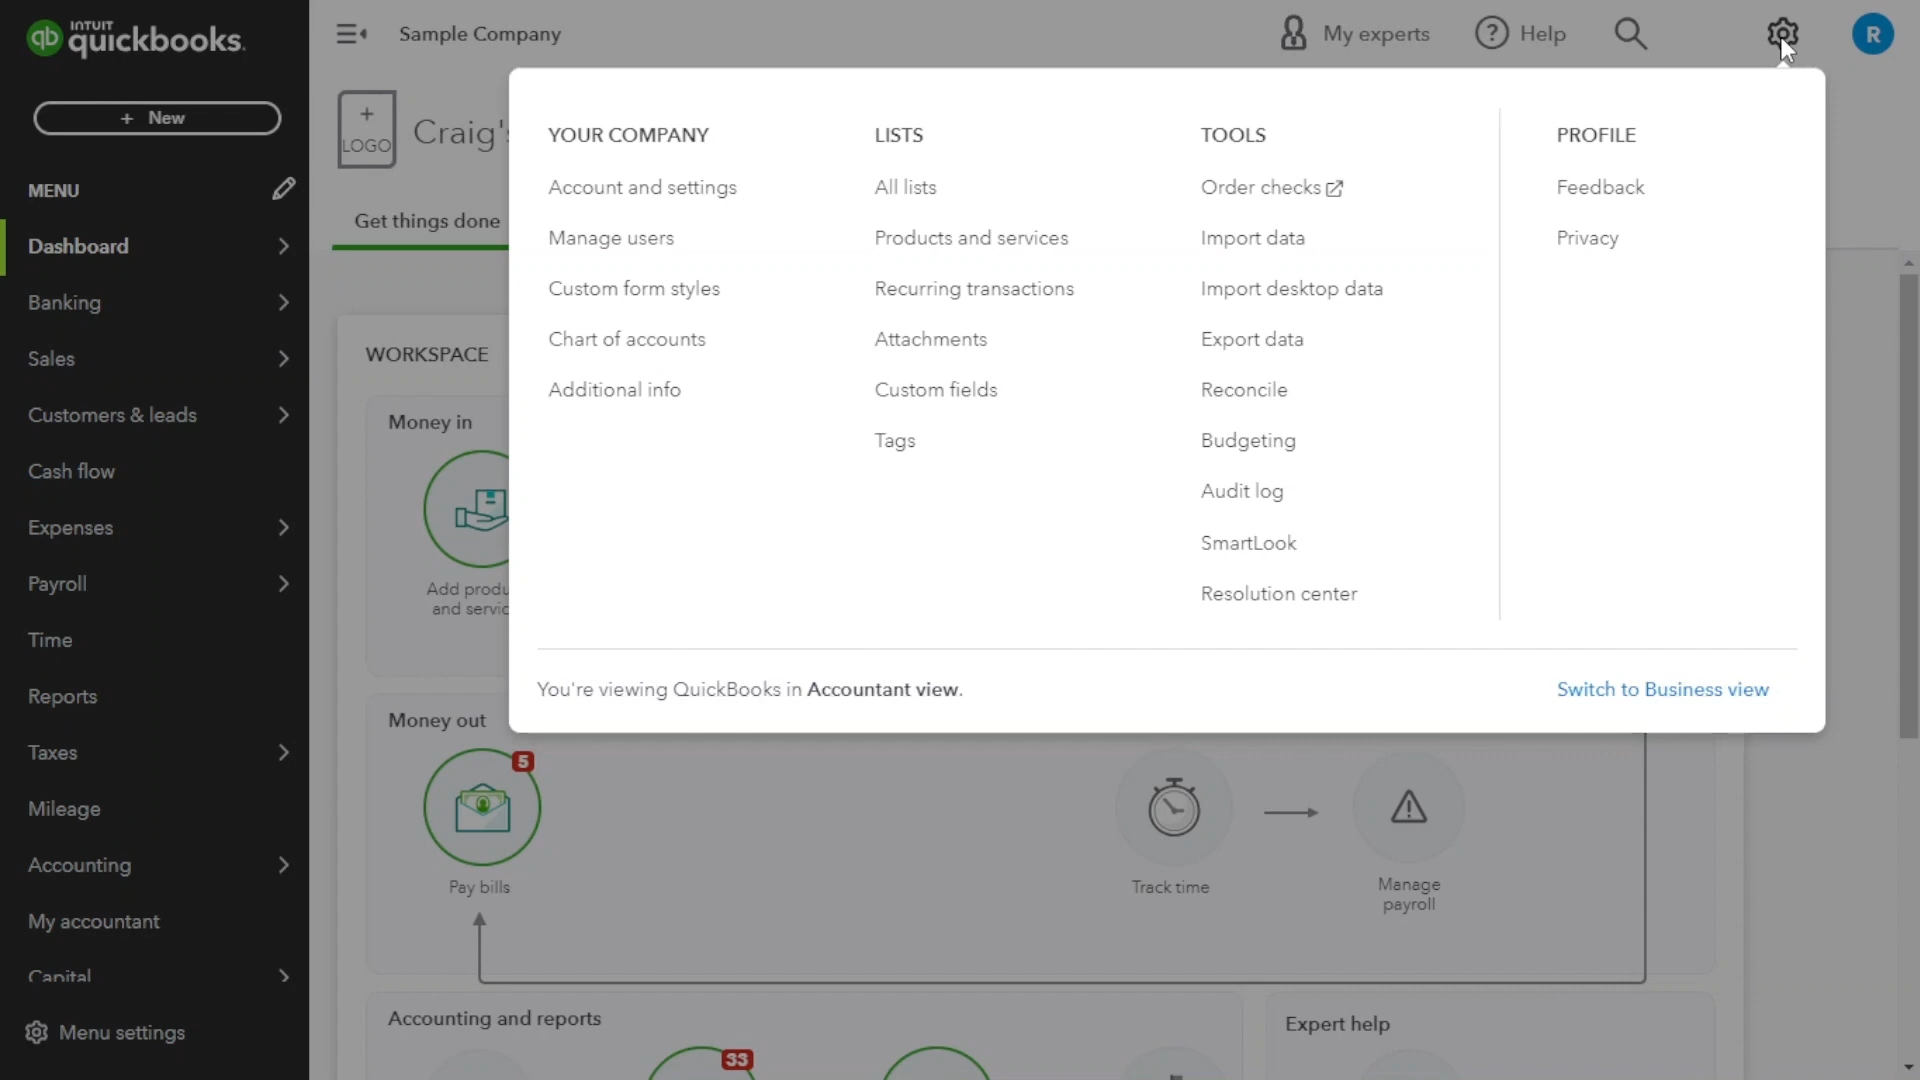 INTUIT
qb quickbooks.
Sample Company
My experts
? Help
R
+ New
+
LOGO
Craig's
MENU
Get things done
Dashboard
Banking
Sales
Customers & leads
Cash flow
Expenses
Payroll
Time
Reports
Taxes
Mileage
Accounting
My accountant
Capital
Menu settings
YOUR COMPANY
Account and settings
Manage users
Custom form styles
Chart of accounts
Additional info
LISTS
All lists
Products and services
Recurring transactions
Attachments
Custom fields
Tags
TOOLS
Order checks
Import data
Import desktop data
Export data
Reconcile
Budgeting
Audit log
SmartLook
Resolution center
PROFILE
Feedback
Privacy
You're viewing QuickBooks in Accountant view.
Switch to Business view
WORKSPACE
Money in
Add produ
and servic
Money out
5
Pay bills
Track time
Manage
payroll
Accounting and reports
33
Expert help